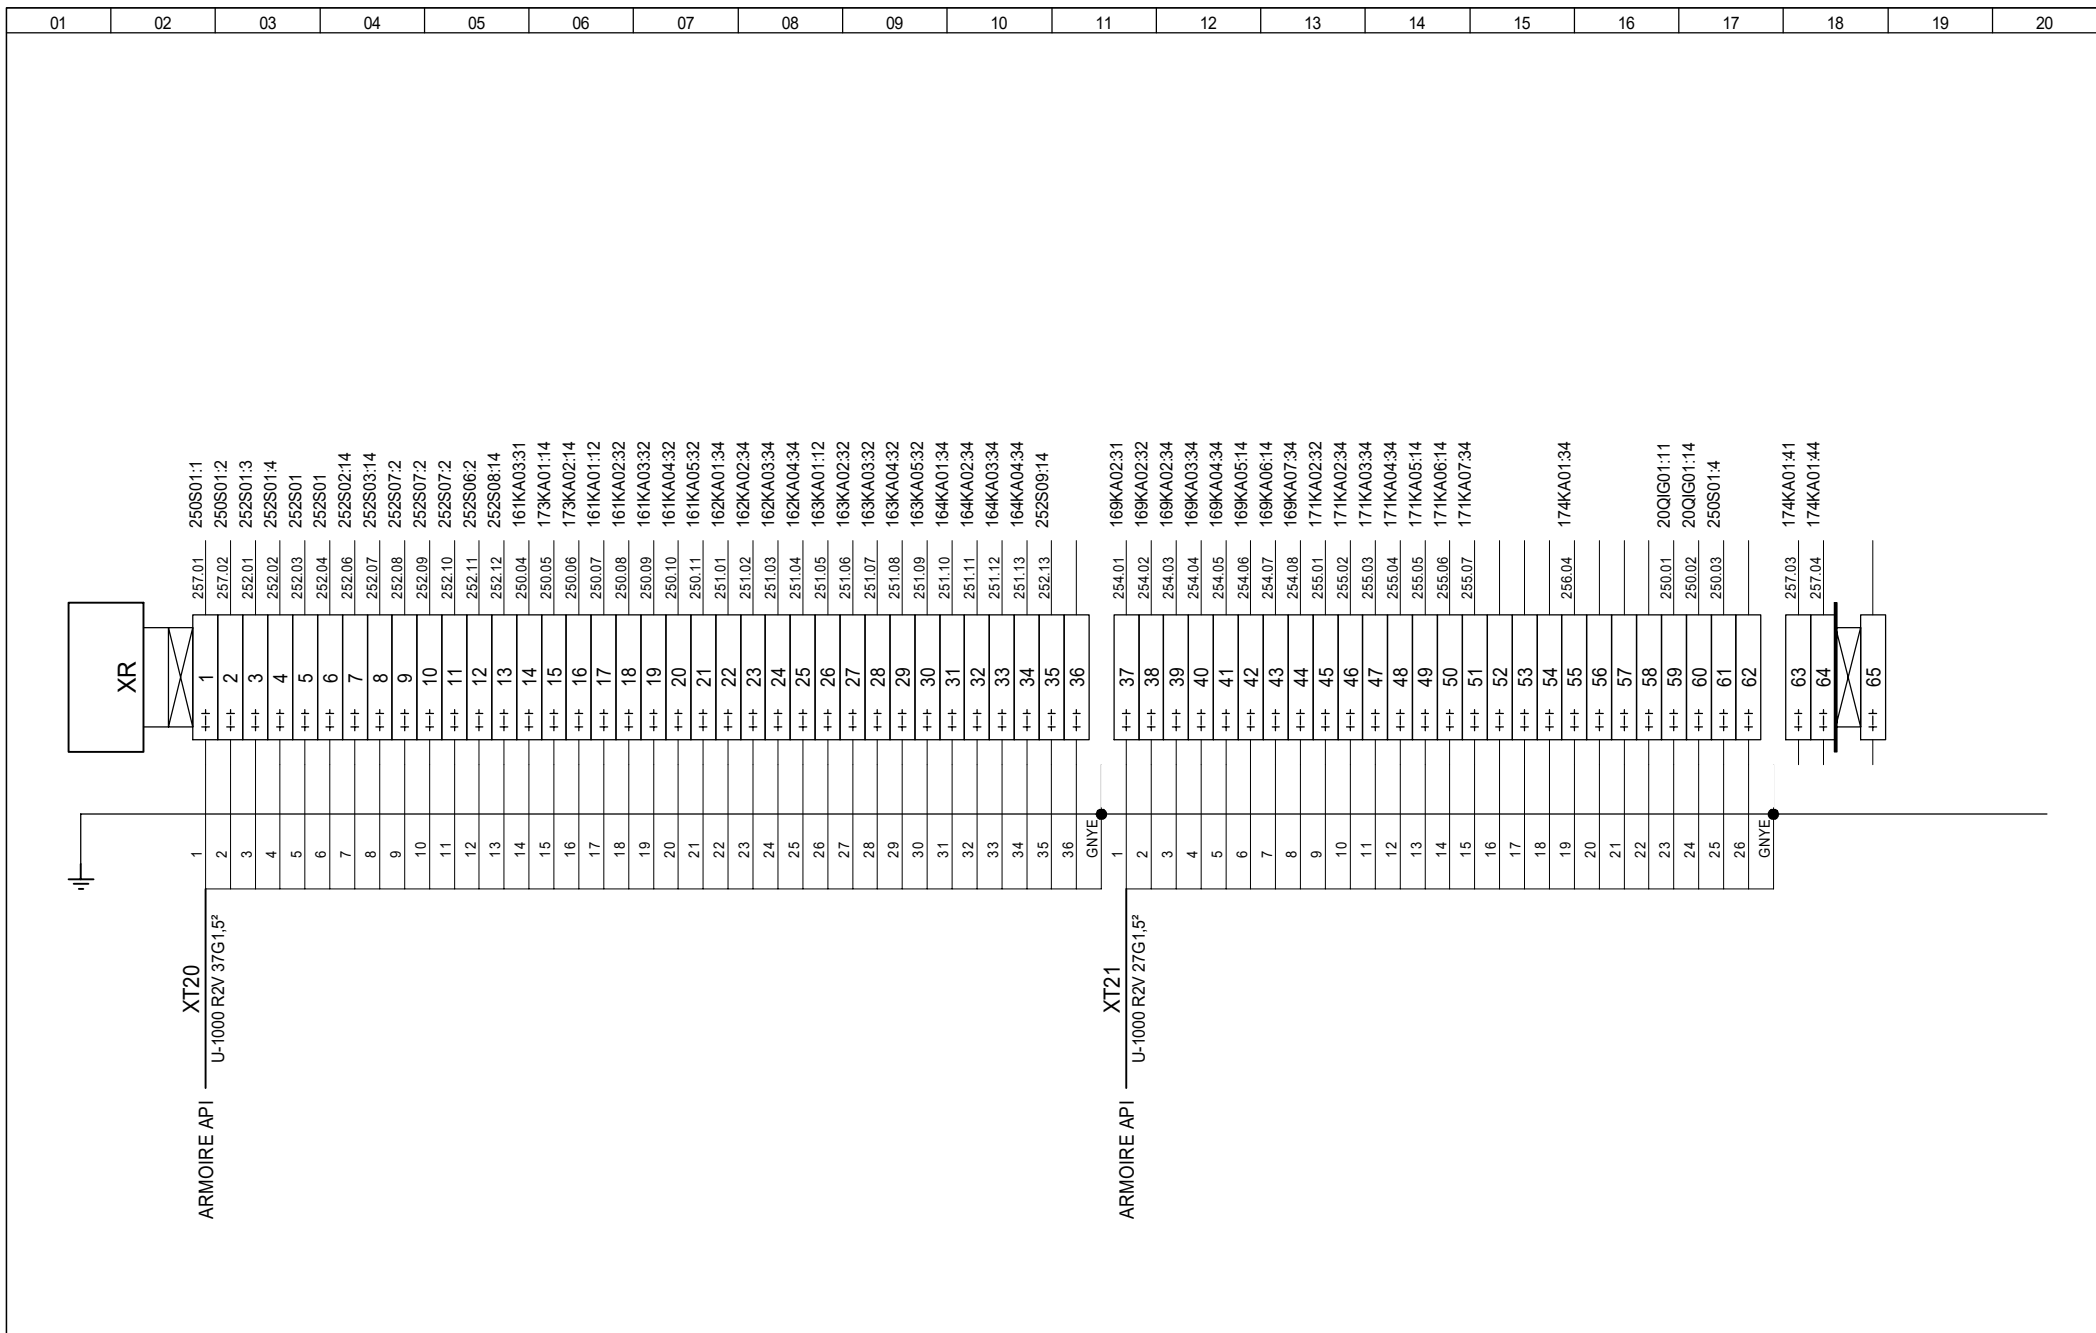 01 02 03 04 05 06 07 08 09 10 11 12 13 14 15 16 17 18 19 20
250S01:1
250S01:2
252S01:3
252S01:4
252S01
252S01
252S02:14
252S03:14
252S07:2
252S07:2
252S07:2
252S06:2
252S08:14
161KA03:31
173KA01:14
173KA02:14
161KA01:12
161KA02:32
161KA03:32
161KA04:32
161KA05:32
162KA01:34
162KA02:34
162KA03:34
162KA04:34
163KA01:12
163KA02:32
163KA03:32
163KA04:32
163KA05:32
164KA01:34
164KA02:34
164KA03:34
164KA04:34
252S09:14
169KA02:31
169KA02:32
169KA02:34
169KA03:34
169KA04:34
169KA05:14
169KA06:14
169KA07:34
171KA02:32
171KA02:34
171KA03:34
171KA04:34
171KA05:14
171KA06:14
171KA07:34
174KA01:34
20QIG01:11
20QIG01:14
250S01:4
174KA01:41
174KA01:44
257.01
257.02
252.01
252.02
252.03
252.04
252.06
252.07
252.08
252.09
252.10
252.11
252.12
250.04
250.05
250.06
250.07
250.08
250.09
250.10
250.11
251.01
251.02
251.03
251.04
251.05
251.06
251.07
251.08
251.09
251.10
251.11
251.12
251.13
252.13
254.01
254.02
254.03
254.04
254.05
254.06
254.07
254.08
255.01
255.02
255.03
255.04
255.05
255.06
255.07
256.04
250.01
250.02
250.03
257.03
257.04
XR
1
2
3
4
5
6
7
8
9
10
11
12
13
14
15
16
17
18
19
20
21
22
23
24
25
26
27
28
29
30
31
32
33
34
35
36
37
38
39
40
41
42
43
44
45
46
47
48
49
50
51
52
53
54
55
56
57
58
59
60
61
62
63
64
65
1
2
3
4
5
6
7
8
9
10
11
12
13
14
15
16
17
18
19
20
21
22
23
24
25
26
27
28
29
30
31
32
33
34
35
36
GNYE
1
2
3
4
5
6
7
8
9
10
11
12
13
14
15
16
17
18
19
20
21
22
23
24
25
26
GNYE
XT20
U-1000 R2V 37G1,5²
ARMOIRE API
XT21
U-1000 R2V 27G1,5²
ARMOIRE API